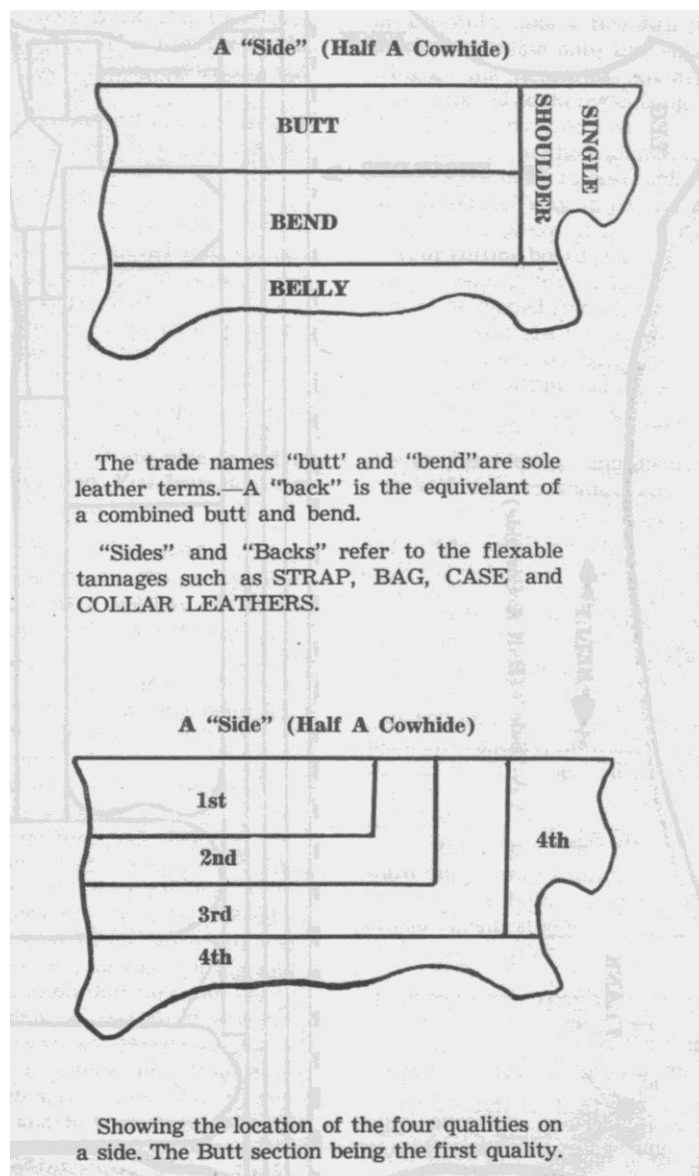 A “Side” (Half A Cowhide)
BUTT
SINGLE
SHOULDER
BEND
BELLY
The trade names “butt' and “bend”are sole
leather terms.—A “back” is the equivelant of
a combined butt and bend.
“Sides” and “Backs” refer to the flexable
tannages such as STRAP, BAG, CASE and
COLLAR LEATHERS.
A “Side” (Half A Cowhide)
1st
2nd
3rd
4th
4th
Showing the location of the four qualities on
a side. The Butt section being the first quality.